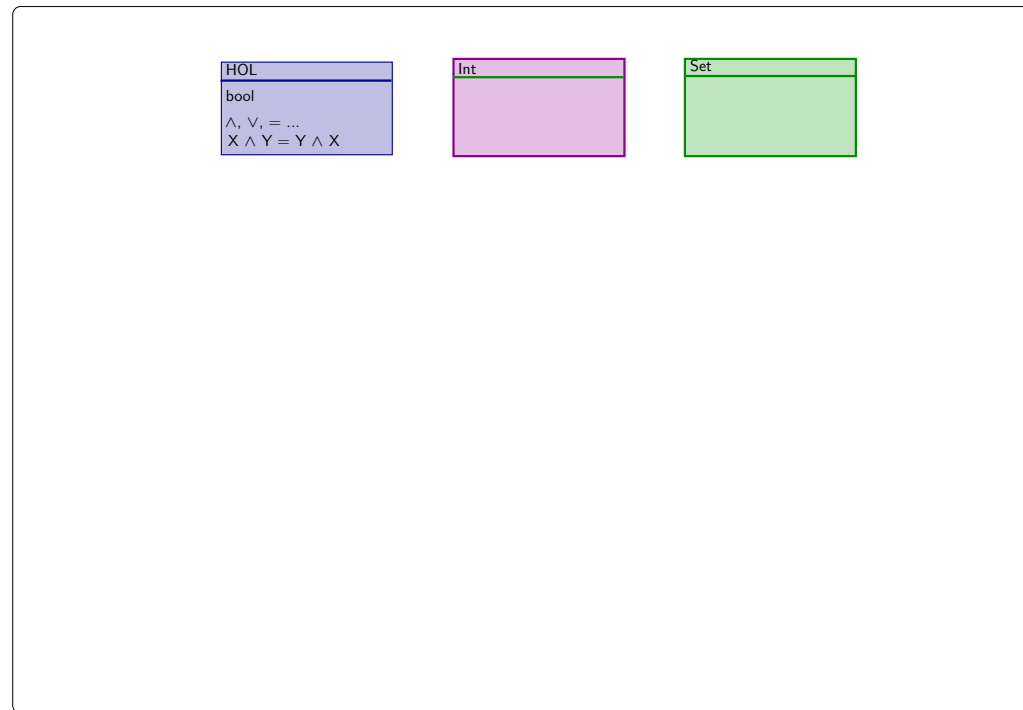 HOL
bool
∧, ∨, = ...
X ∧ Y = Y ∧ X
Int
Set